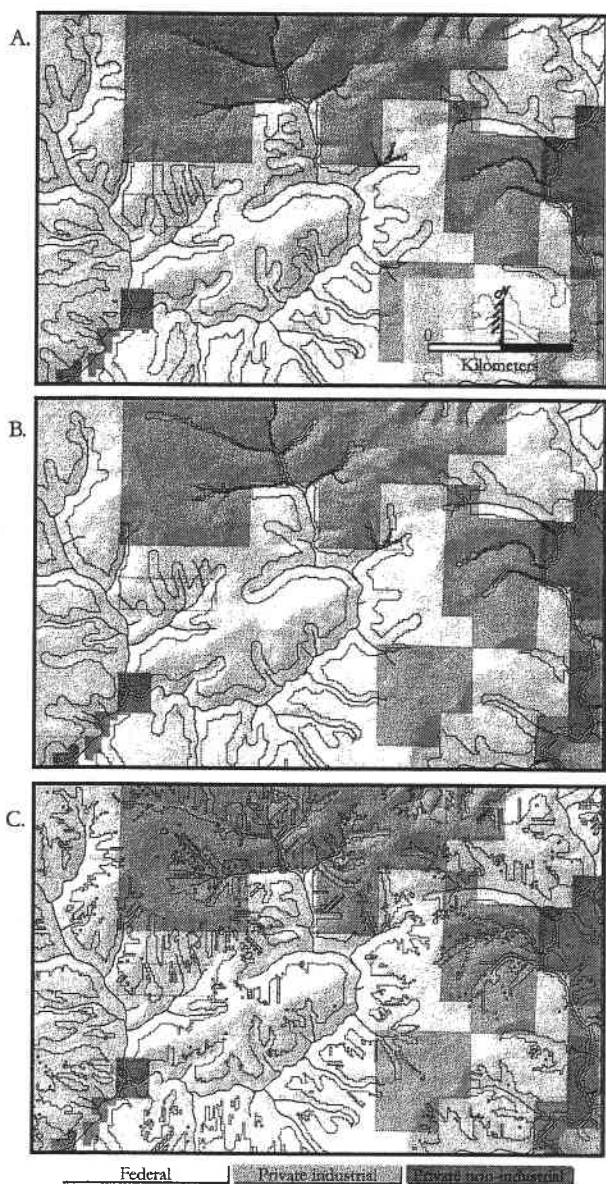 A.
0
Kilometers
B.
C.
Federal
Private industrial
Private non-industrial